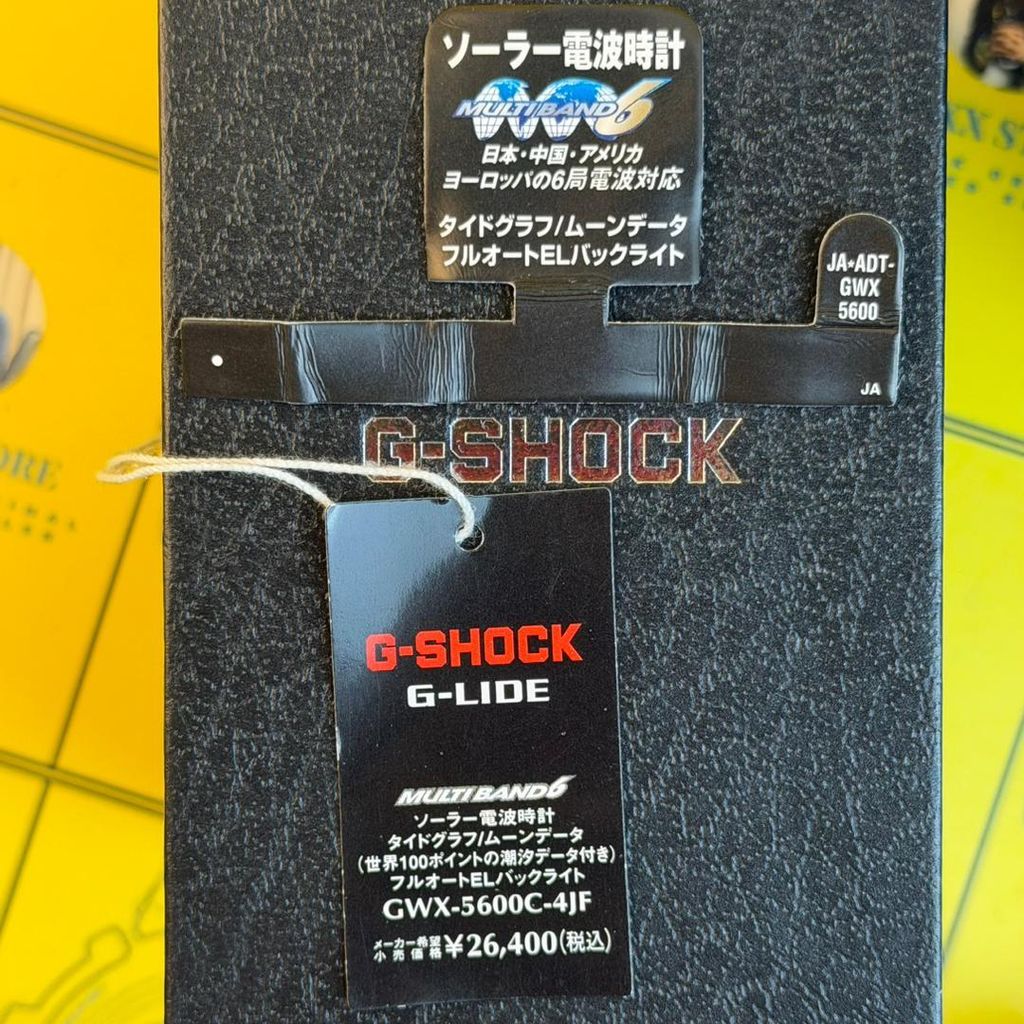 ソーラー電波時計
MULTIBAND6
日本・中国・アメリカ
ヨーロッパの6局電波対応
タイドグラフ/ムーンデータ
フルオートELバックライト
JA★ADT-
GWX
5600
JA
G-SHOCK
G-SHOCK
G-LIDE
MULTIBAND6
ソーラー電波時計
タイドグラフ/ムーンデータ
(世界100ポイントの潮汐データ付き)
フルオートELバックライト
GWX-5600C-4JF
メーカー希望
小売価格 ¥26,400(税込)